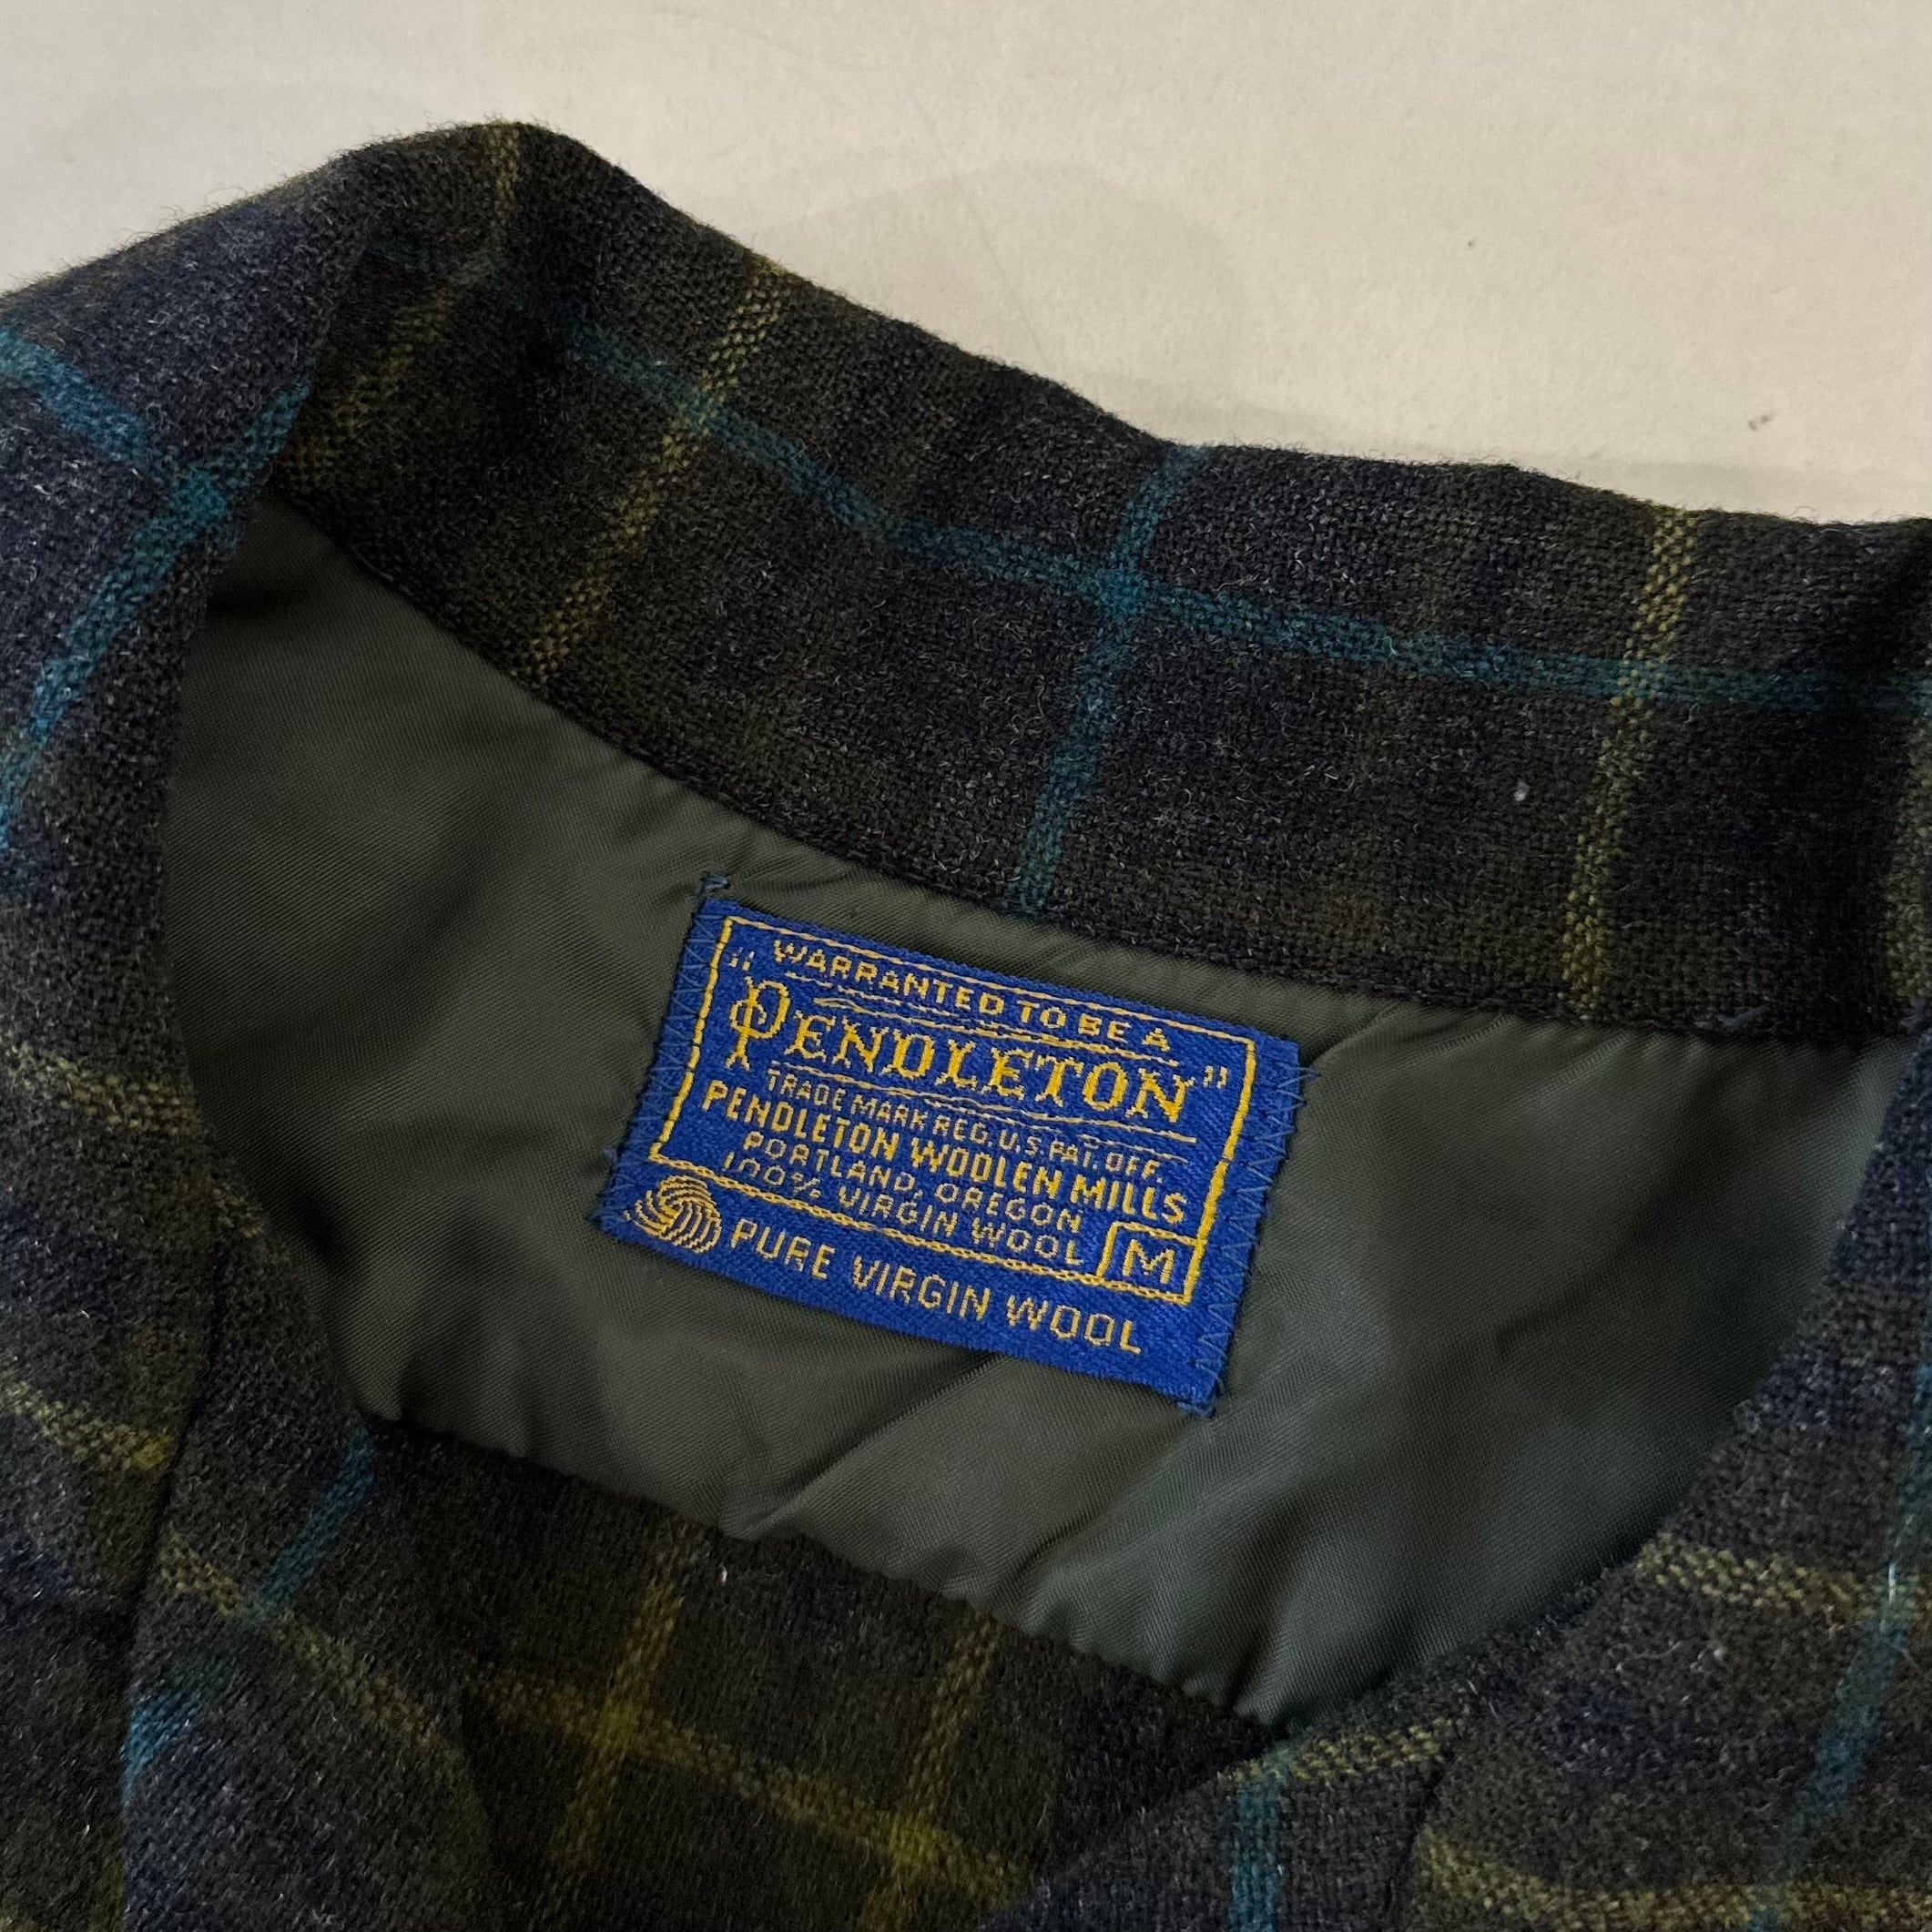 "WARRANTED TO BE A
PENDLETON"
TRADE MARK REG. U.S. PAT. OFF.
PENDLETON WOOLEN MILLS
PORTLAND, OREGON
100% VIRGIN WOOL
M
PURE VIRGIN WOOL